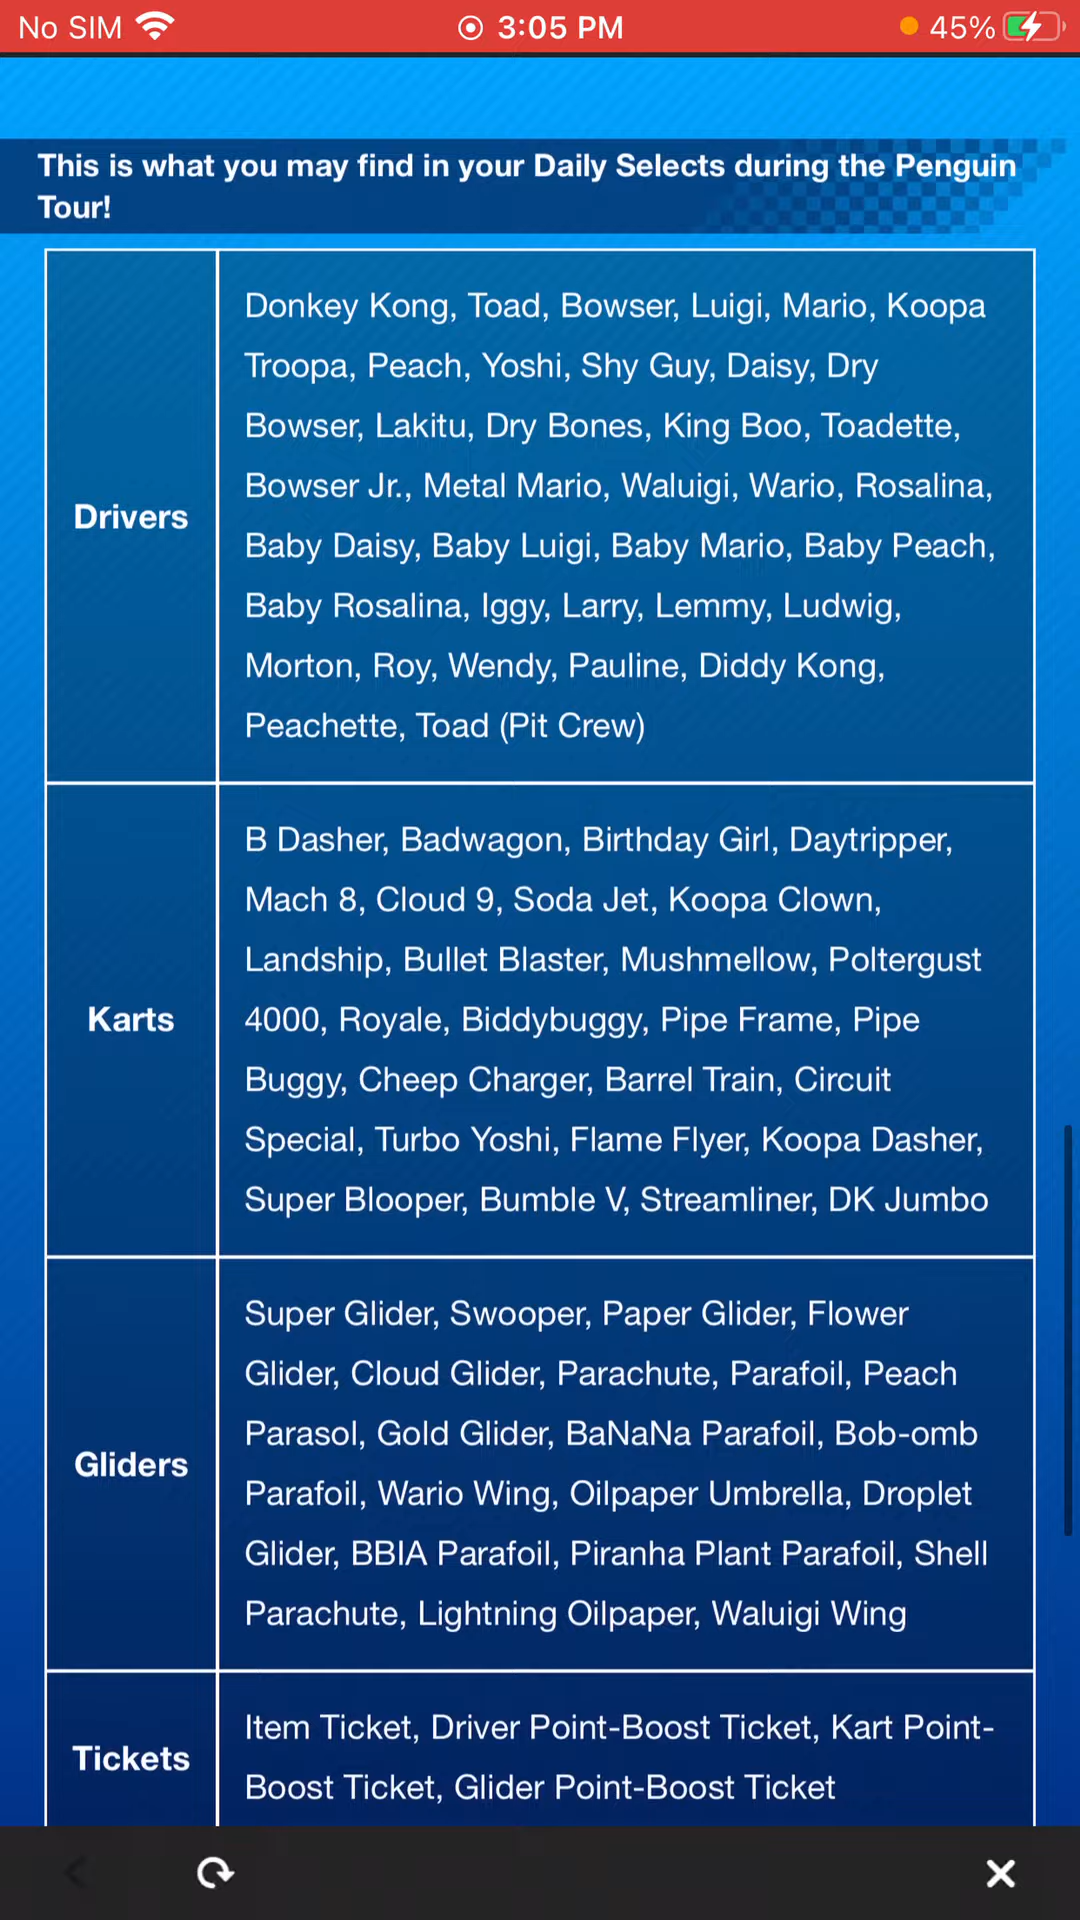 No SIM 3:05 PM 45%
This is what you may find in your Daily Selects during the Penguin
Tour!
Drivers
Donkey Kong, Toad, Bowser, Luigi, Mario, Koopa
Troopa, Peach, Yoshi, Shy Guy, Daisy, Dry
Bowser, Lakitu, Dry Bones, King Boo, Toadette,
Bowser Jr., Metal Mario, Waluigi, Wario, Rosalina,
Baby Daisy, Baby Luigi, Baby Mario, Baby Peach,
Baby Rosalina, Iggy, Larry, Lemmy, Ludwig,
Morton, Roy, Wendy, Pauline, Diddy Kong,
Peachette, Toad (Pit Crew)
Karts
B Dasher, Badwagon, Birthday Girl, Daytripper,
Mach 8, Cloud 9, Soda Jet, Koopa Clown,
Landship, Bullet Blaster, Mushmellow, Poltergust
4000, Royale, Biddybuggy, Pipe Frame, Pipe
Buggy, Cheep Charger, Barrel Train, Circuit
Special, Turbo Yoshi, Flame Flyer, Koopa Dasher,
Super Blooper, Bumble V, Streamliner, DK Jumbo
Gliders
Super Glider, Swooper, Paper Glider, Flower
Glider, Cloud Glider, Parachute, Parafoil, Peach
Parasol, Gold Glider, BaNaNa Parafoil, Bob-omb
Parafoil, Wario Wing, Oilpaper Umbrella, Droplet
Glider, BBIA Parafoil, Piranha Plant Parafoil, Shell
Parachute, Lightning Oilpaper, Waluigi Wing
Tickets
Item Ticket, Driver Point-Boost Ticket, Kart Point-
Boost Ticket, Glider Point-Boost Ticket